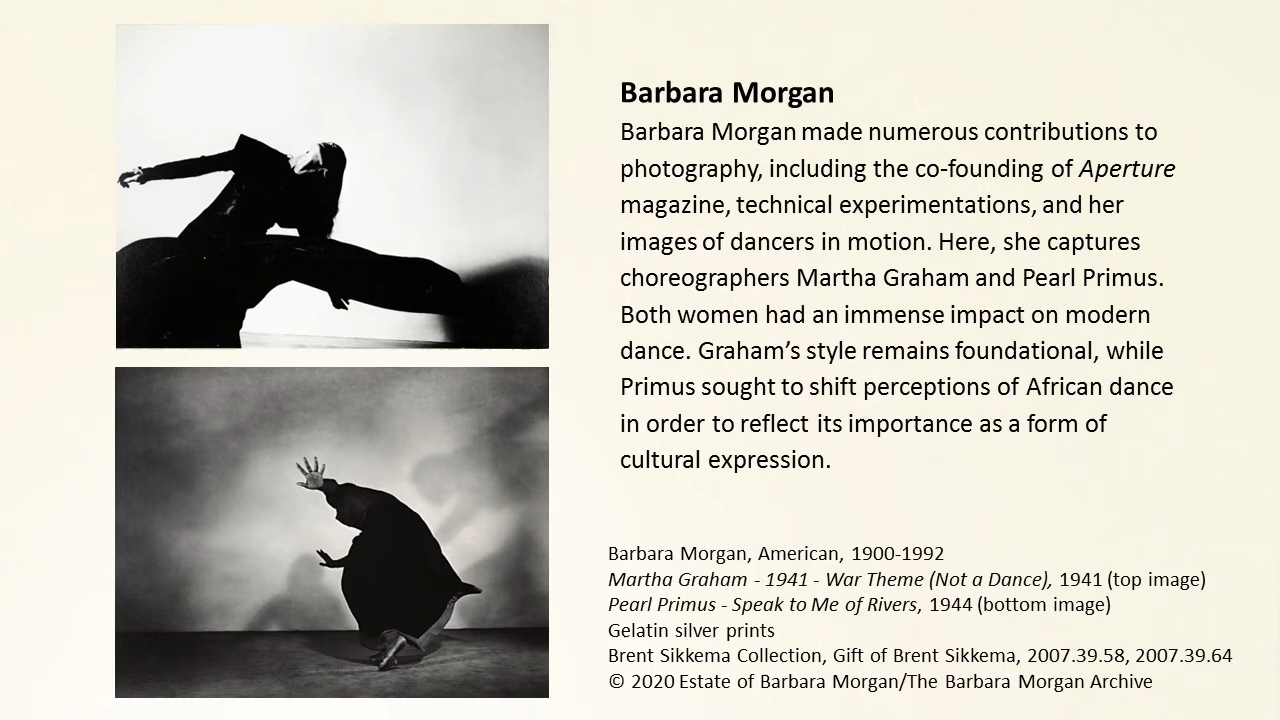 Barbara Morgan
Barbara Morgan made numerous contributions to
photography, including the co-founding of Aperture
magazine, technical experimentations, and her
images of dancers in motion. Here, she captures
choreographers Martha Graham and Pearl Primus.
Both women had an immense impact on modern
dance. Graham’s style remains foundational, while
Primus sought to shift perceptions of African dance
in order to reflect its importance as a form of
cultural expression.
Barbara Morgan, American, 1900-1992
Martha Graham - 1941 - War Theme (Not a Dance), 1941 (top image)
Pearl Primus - Speak to Me of Rivers, 1944 (bottom image)
Gelatin silver prints
Brent Sikkema Collection, Gift of Brent Sikkema, 2007.39.58, 2007.39.64
© 2020 Estate of Barbara Morgan/The Barbara Morgan Archive